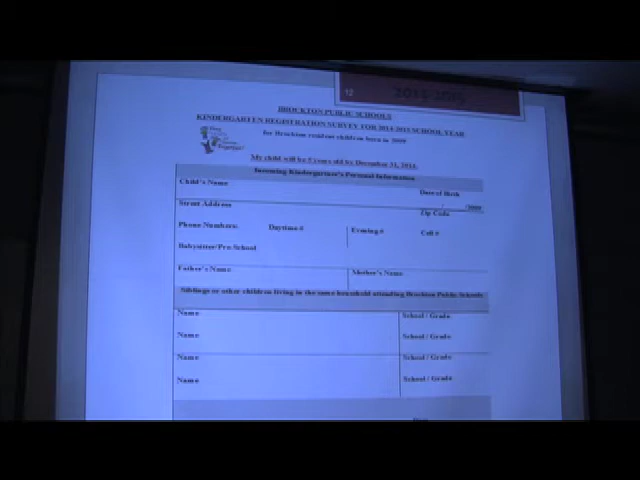 12 2014-2015
BROCKTON PUBLIC SCHOOLS
KINDERGARTEN REGISTRATION SURVEY FOR 2014-2015 SCHOOL YEAR
for Brockton resident children born in 2009
My child will be 5 years old by December 31, 2014.
Incoming Kindergartner's Personal Information
Child's Name
Date of Birth
/ /2009
Street Address
Zip Code
Phone Numbers: Daytime # Evening # Cell #
Babysitter/Pre-School
Father's Name Mother's Name
Siblings or other children living in the same household attending Brockton Public Schools
Name School / Grade
Name School / Grade
Name School / Grade
Name School / Grade